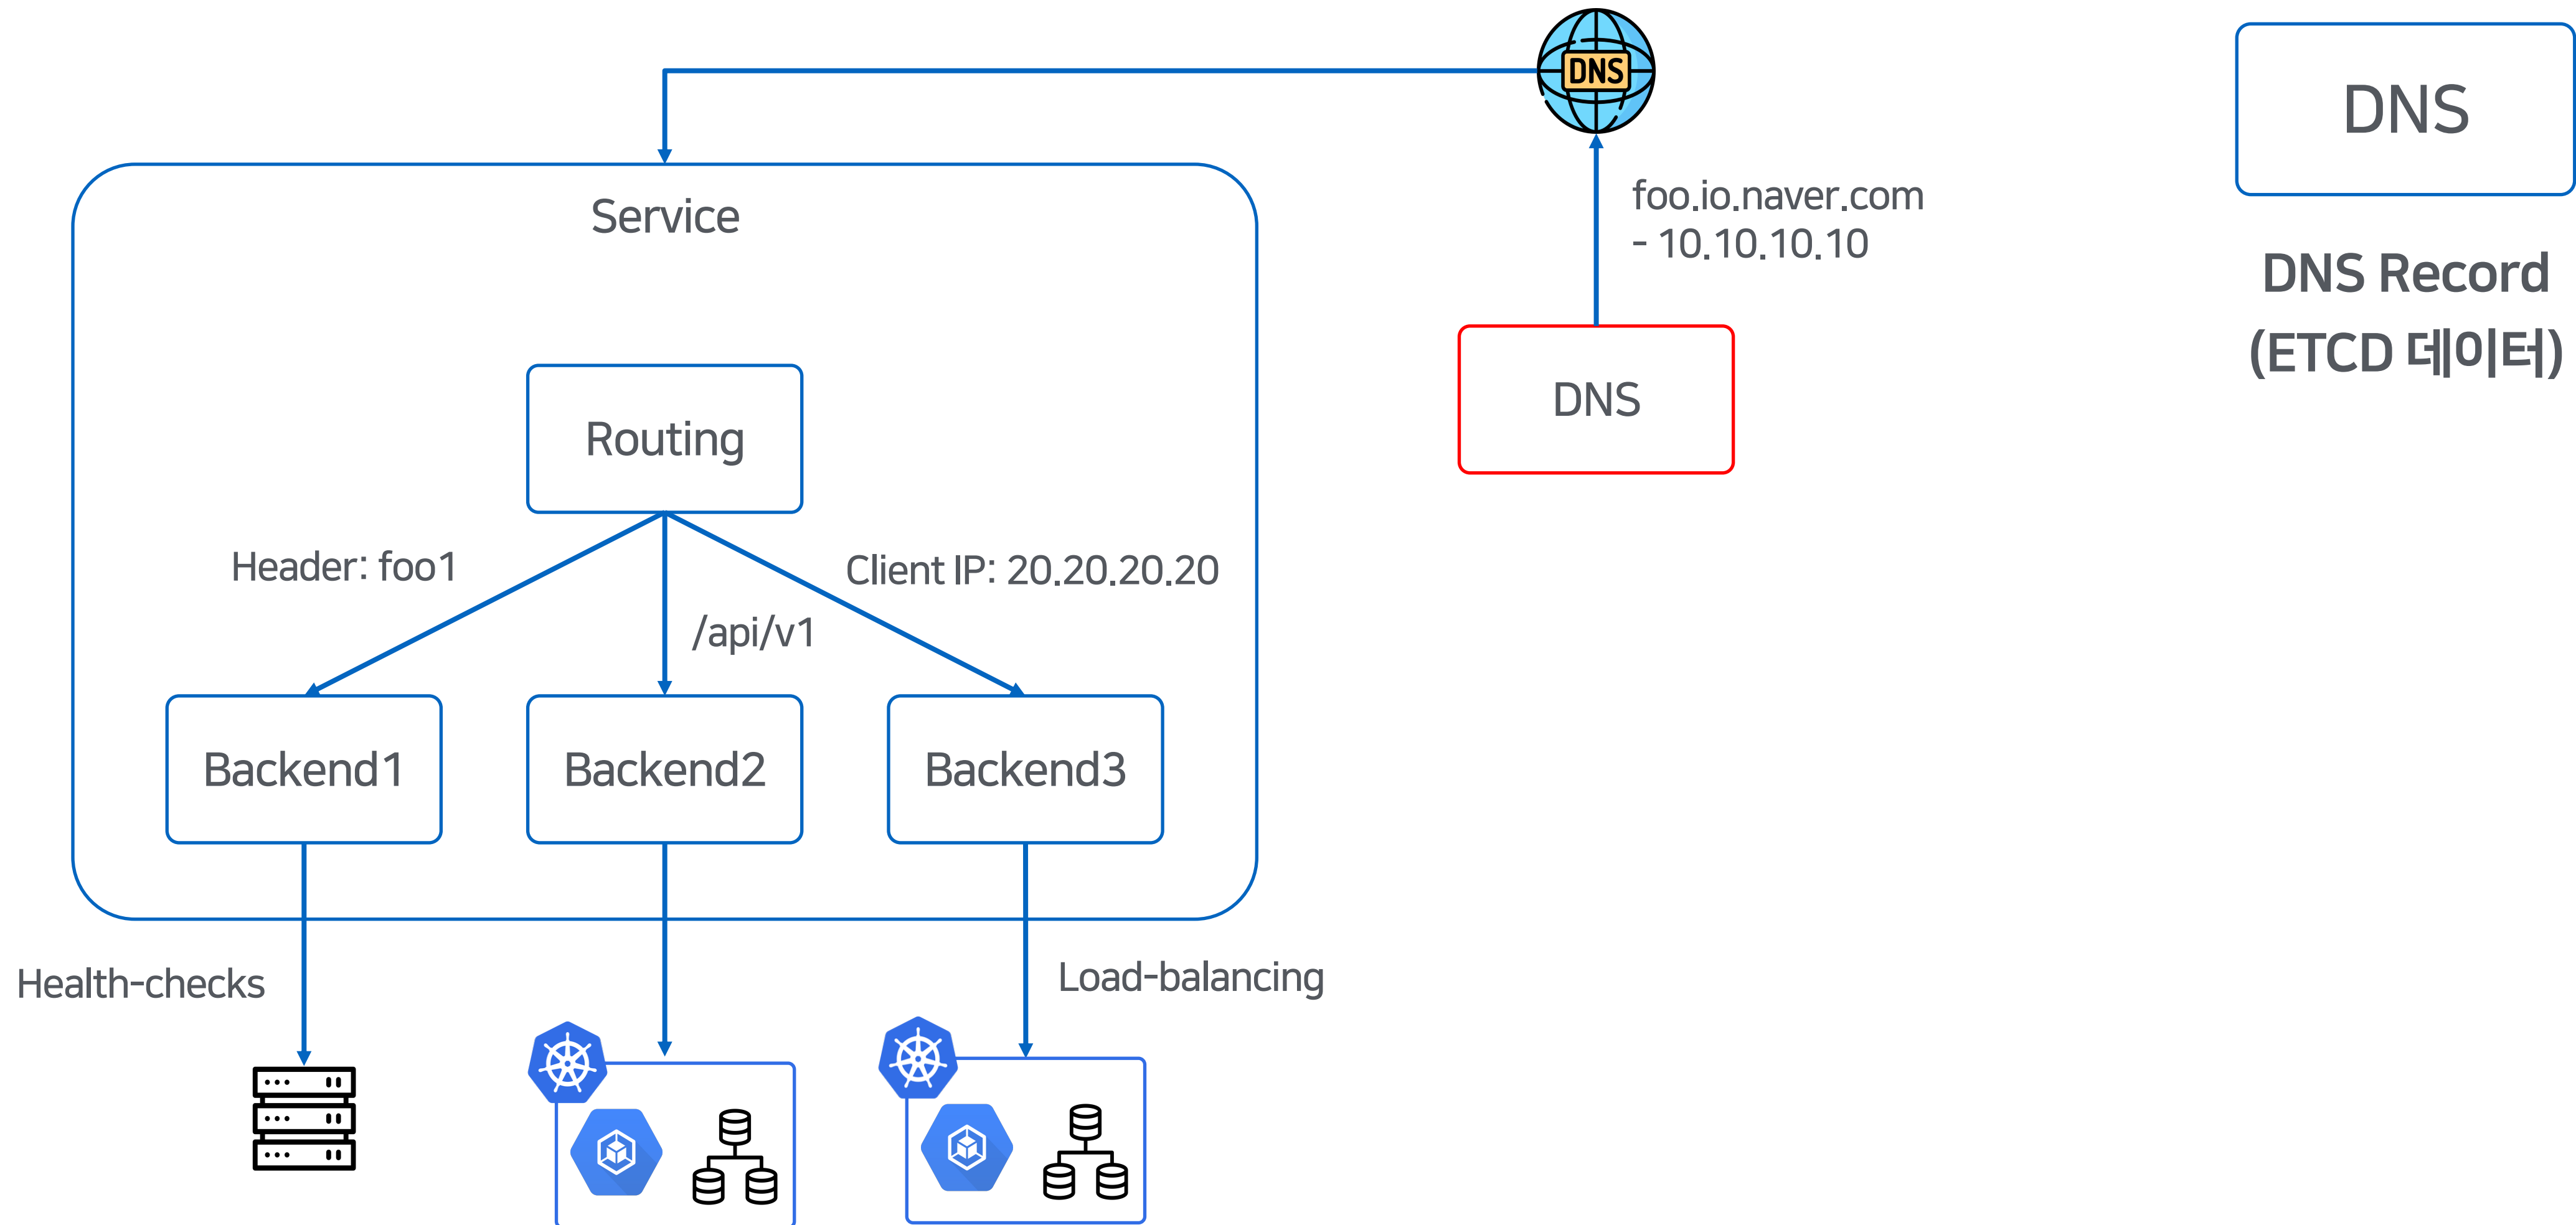 DNS
DNS
foo.io.naver.com
- 10.10.10.10
DNS Record
(ETCD 데이터)
Service
DNS
Routing
Header: foo1
Client IP: 20.20.20.20
/api/v1
Backend1
Backend2
Backend3
Health-checks
Load-balancing